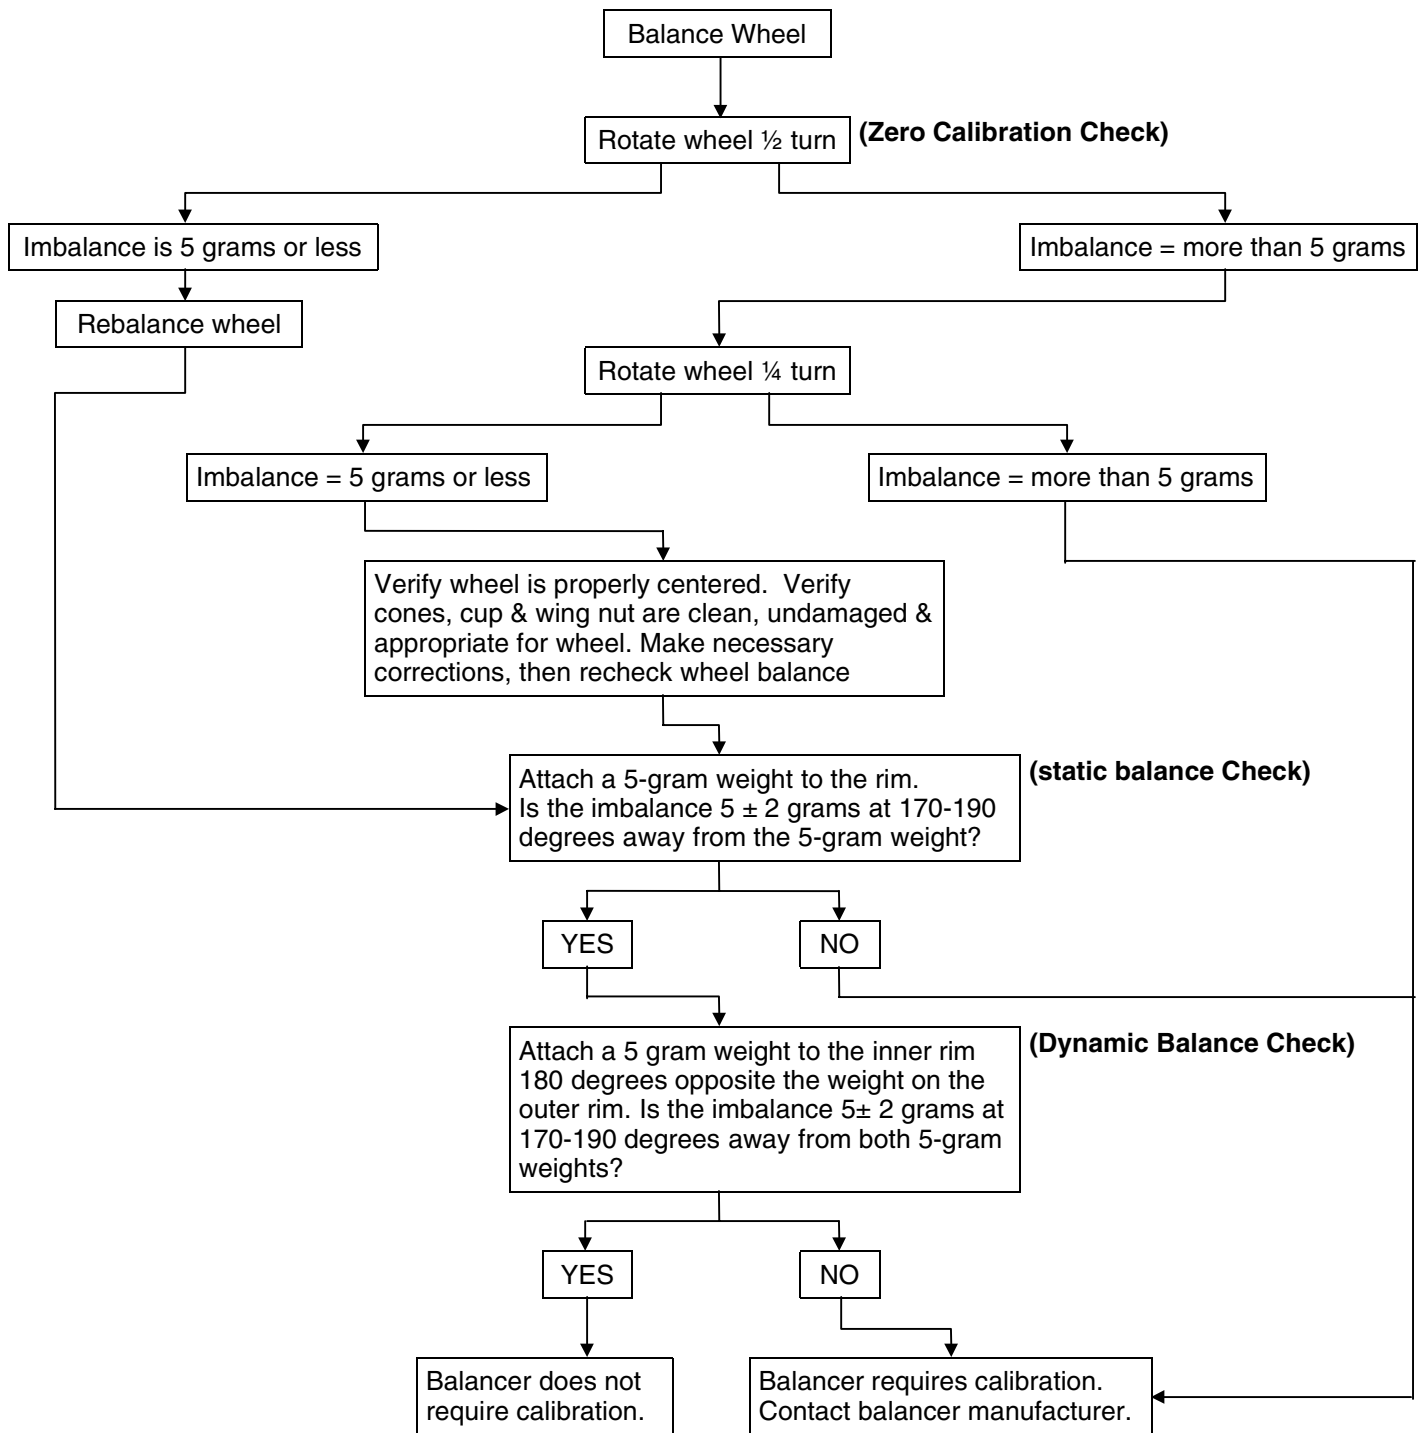 Balance Wheel
Rotate wheel ½ turn
(Zero Calibration Check)
Imbalance is 5 grams or less
Imbalance = more than 5 grams
Rebalance wheel
Rotate wheel ¼ turn
Imbalance = 5 grams or less
Imbalance = more than 5 grams
Verify wheel is properly centered.  Verify
cones, cup & wing nut are clean, undamaged &
appropriate for wheel. Make necessary
corrections, then recheck wheel balance
Attach a 5-gram weight to the rim.
Is the imbalance 5 ± 2 grams at 170-190
degrees away from the 5-gram weight?
(static balance Check)
YES
NO
Attach a 5 gram weight to the inner rim
180 degrees opposite the weight on the
outer rim. Is the imbalance 5± 2 grams at
170-190 degrees away from both 5-gram
weights?
(Dynamic Balance Check)
YES
NO
Balancer does not
require calibration.
Balancer requires calibration.
Contact balancer manufacturer.